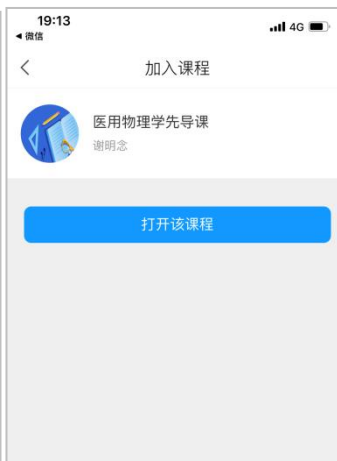 19:13
4G
◀ 微信
加入课程
医用物理学先导课
谢明念
打开该课程